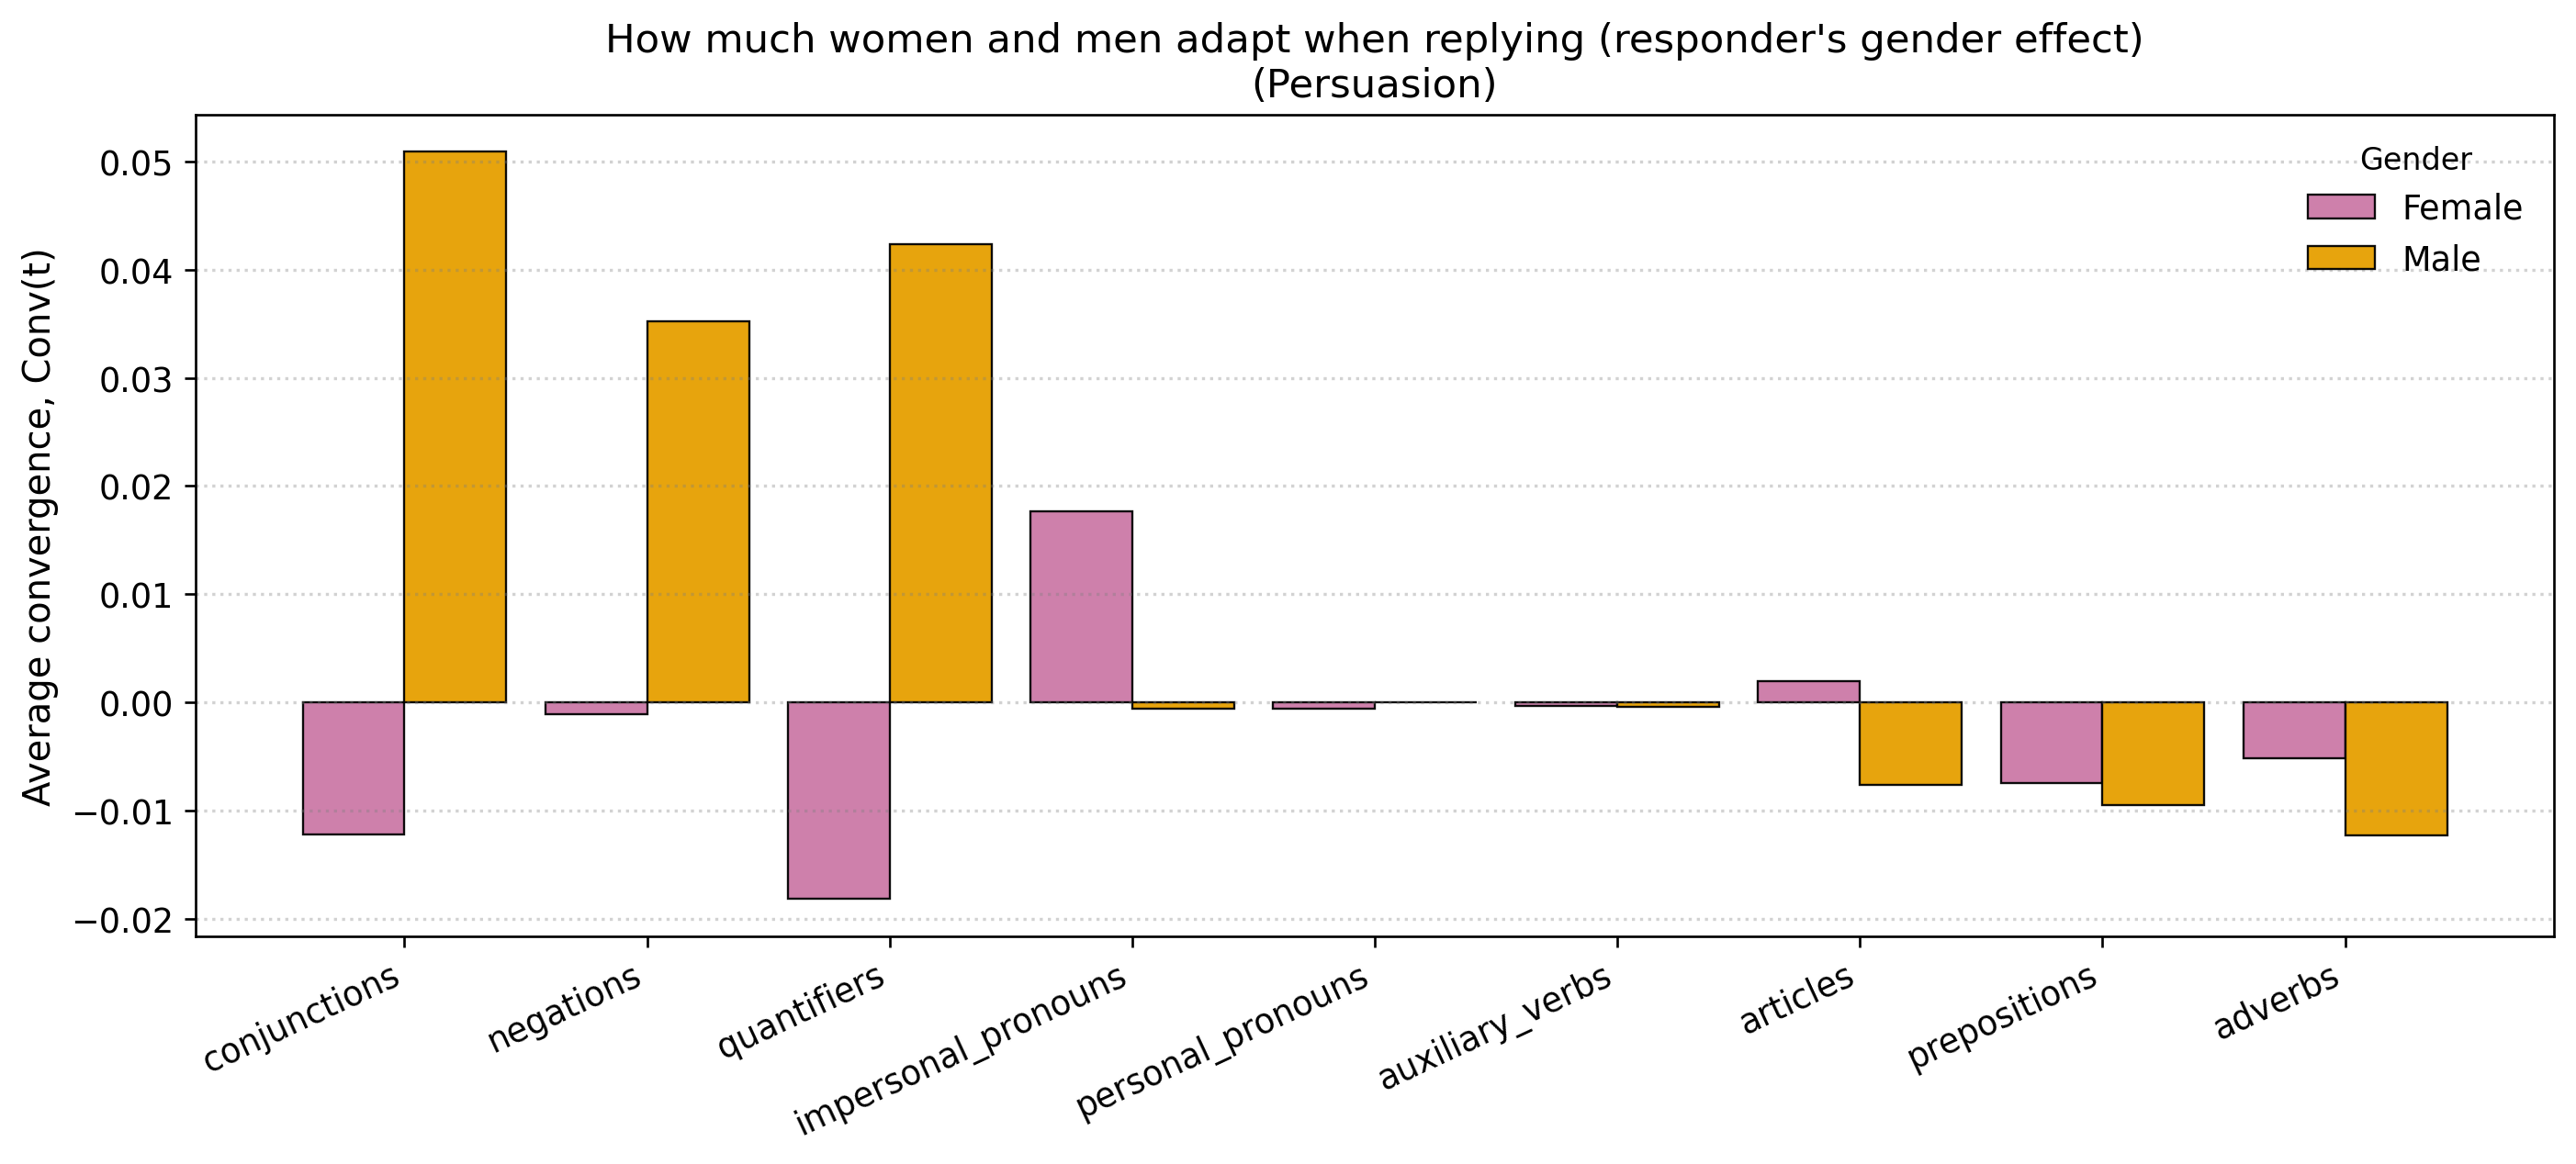 How much women and men adapt when replying (responder's gender effect)
(Persuasion)
Average convergence, Conv(t)
0.05
0.04
0.03
0.02
0.01
0.00
−0.01
−0.02
Gender
Female
Male
conjunctions
negations
quantifiers
impersonal_pronouns
personal_pronouns
auxiliary_verbs
articles
prepositions
adverbs